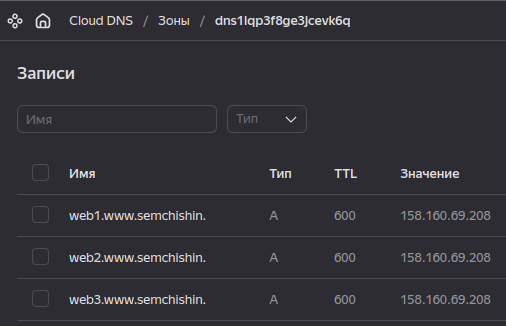 Cloud DNS / Зоны / dns1lqp3f8ge3jcevk6q
Записи
Имя Тип
Имя Тип TTL Значение
web1.www.semchishin. A 600 158.160.69.208
web2.www.semchishin. A 600 158.160.69.208
web3.www.semchishin. A 600 158.160.69.208